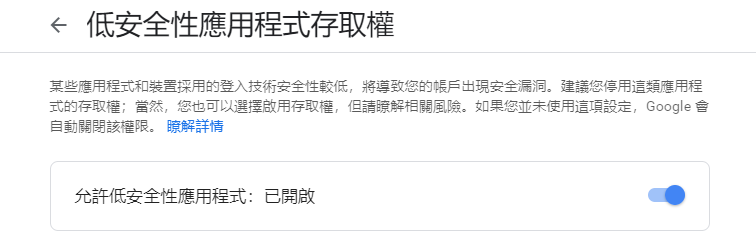 低安全性應用程式存取權
某些應用程式和裝置採用的登入技術安全性較低，將導致您的帳戶出現安全漏洞。建議您停用這類應用程
式的存取權；當然，您也可以選擇啟用存取權，但請瞭解相關風險。如果您並未使用這項設定，Google 會
自動關閉該權限。 瞭解詳情
允許低安全性應用程式：已開啟